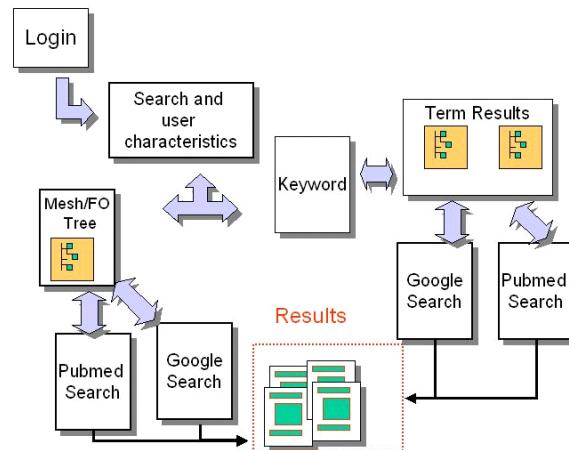 Login
Search and
user
characteristics
Term Results
Keyword
Mesh/FO
Tree
Google
Search
Pubmed
Search
Results
Pubmed
Search
Google
Search